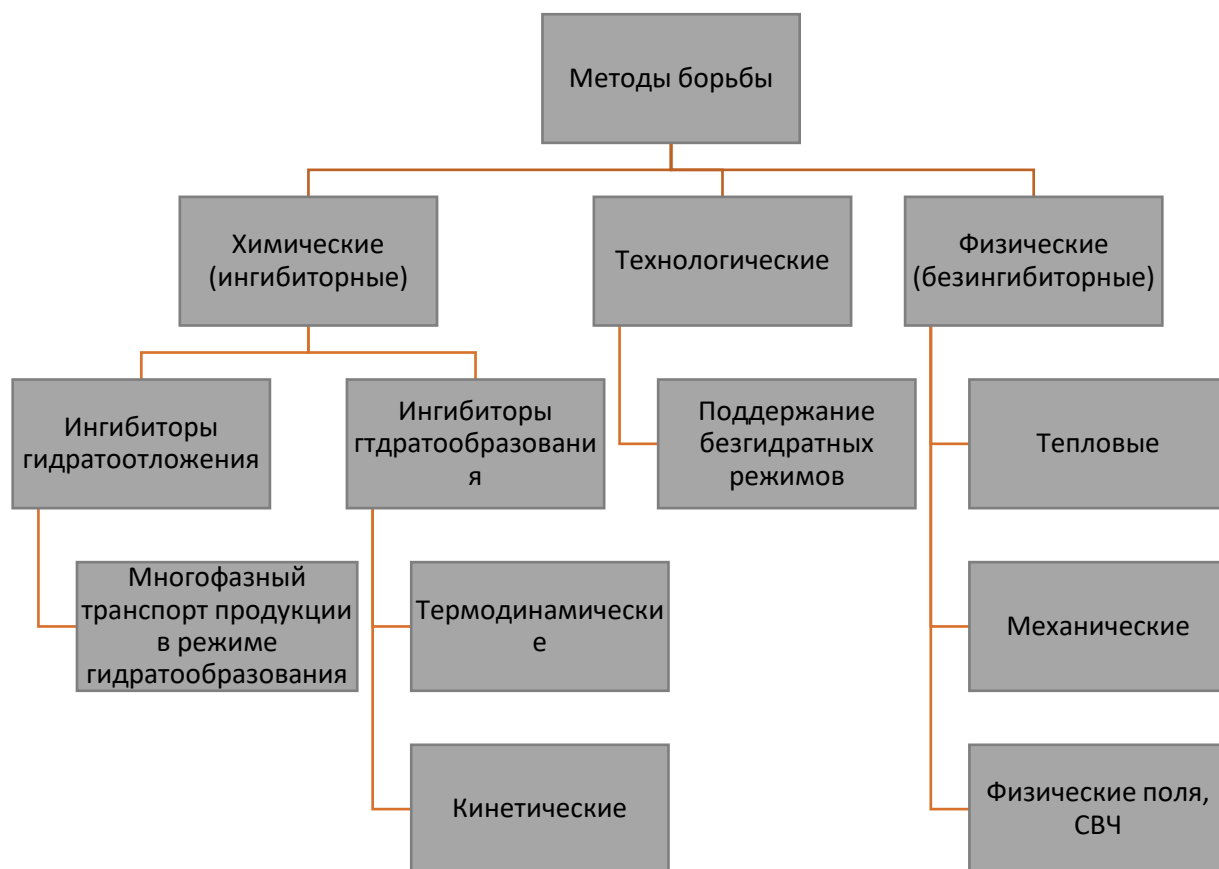 Методы борьбы
Химические
(ингибиторные)
Технологические
Физические
(безингибиторные)
Ингибиторы
гидратоотложения
Ингибиторы
гтдратообразовани
я
Поддержание
безгидратных
режимов
Тепловые
Многофазный
транспорт продукции
в режиме
гидратообразования
Термодинамически
е
Механические
Кинетические
Физические поля,
СВЧ